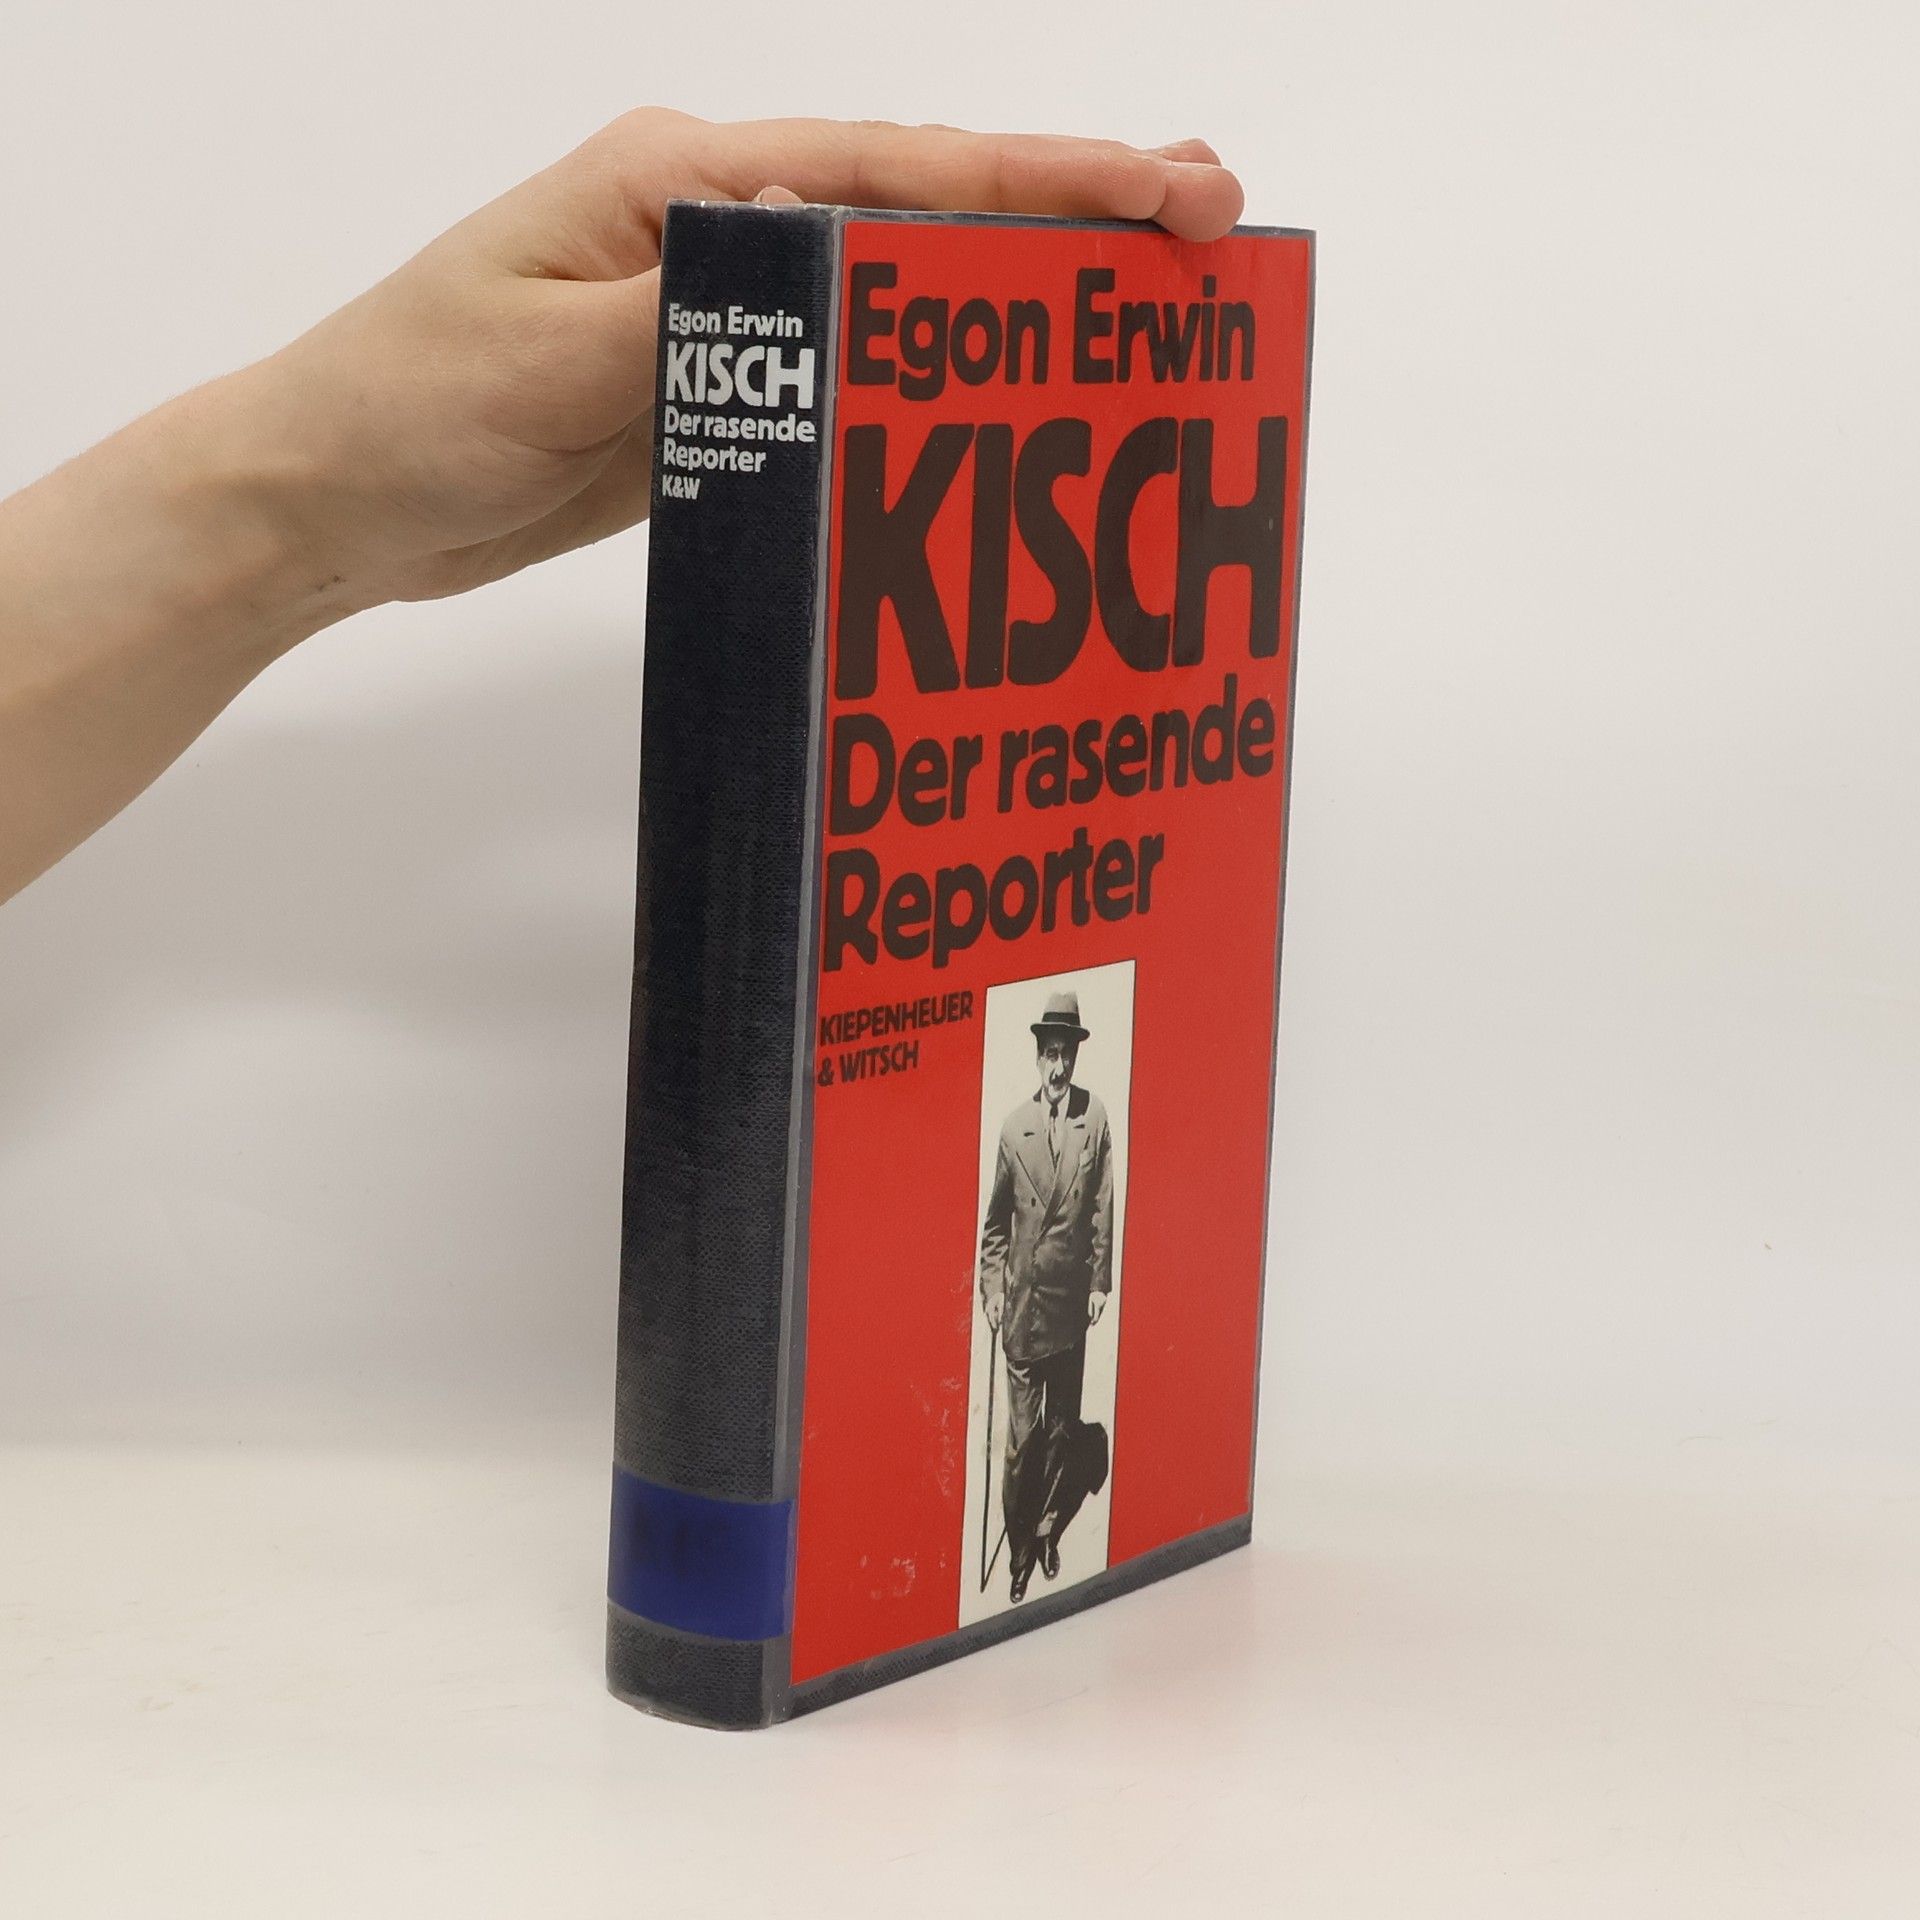 Egon Erwin
KISCH
Der rasende
Reporter
K&W
Egon Erwin
KISCH
Der rasende
Reporter
KIEPENHEUER
& WITSCH